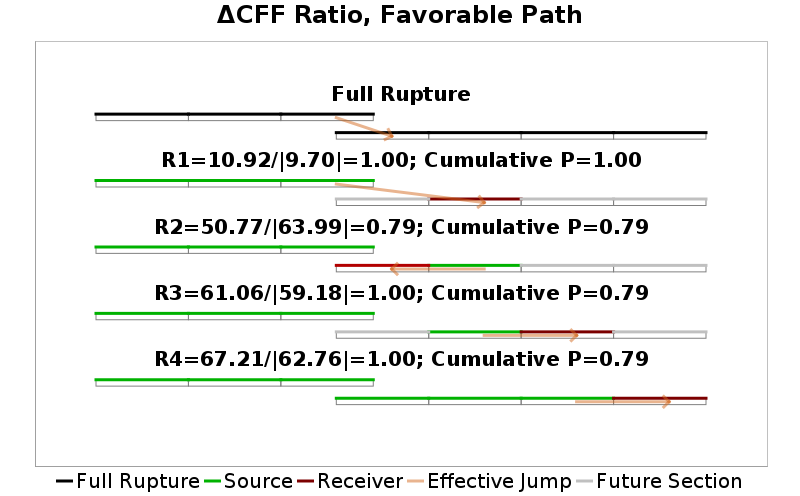 ΔCFF Ratio, Favorable Path
Full Rupture
R1=10.92/|9.70|=1.00; Cumulative P=1.00
R2=50.77/|63.99|=0.79; Cumulative P=0.79
R3=61.06/|59.18|=1.00; Cumulative P=0.79
R4=67.21/|62.76|=1.00; Cumulative P=0.79
Full Rupture Source Receiver Effective Jump Future Section